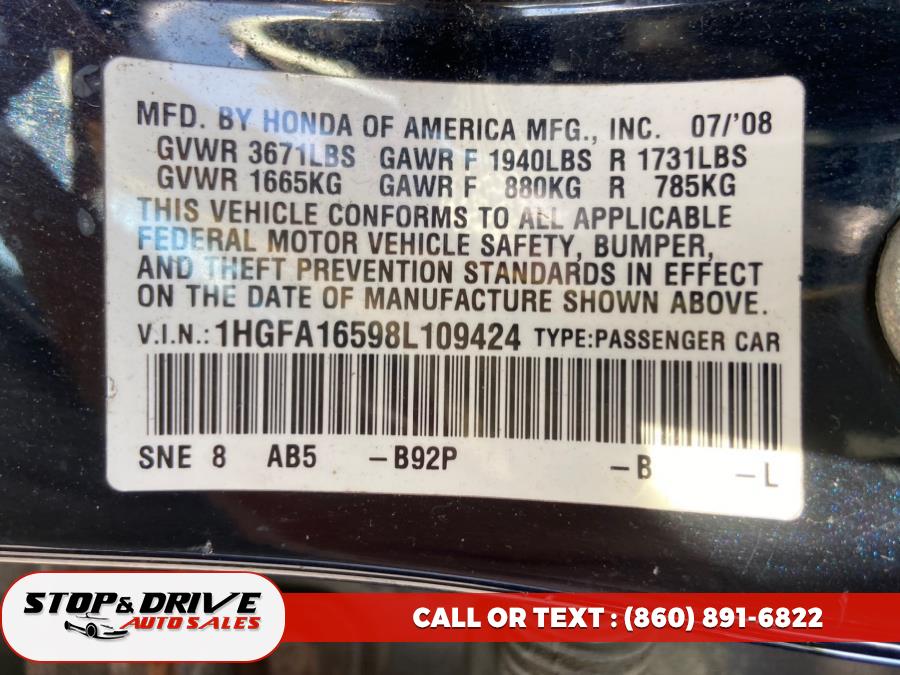 MFD. BY HONDA OF AMERICA MFG., INC. 07/'08
GVWR 3671LBS GAWR F 1940LBS R 1731LBS
GVWR 1665KG GAWR F 880KG R 785KG
THIS VEHICLE CONFORMS TO ALL APPLICABLE
FEDERAL MOTOR VEHICLE SAFETY, BUMPER,
AND THEFT PREVENTION STANDARDS IN EFFECT
ON THE DATE OF MANUFACTURE SHOWN ABOVE.
V.I.N.: 1HGFA16598L109424 TYPE:PASSENGER CAR
SNE 8 AB5 -B92P -B -L
STOP & DRIVE
AUTO SALES
CALL OR TEXT : (860) 891-6822